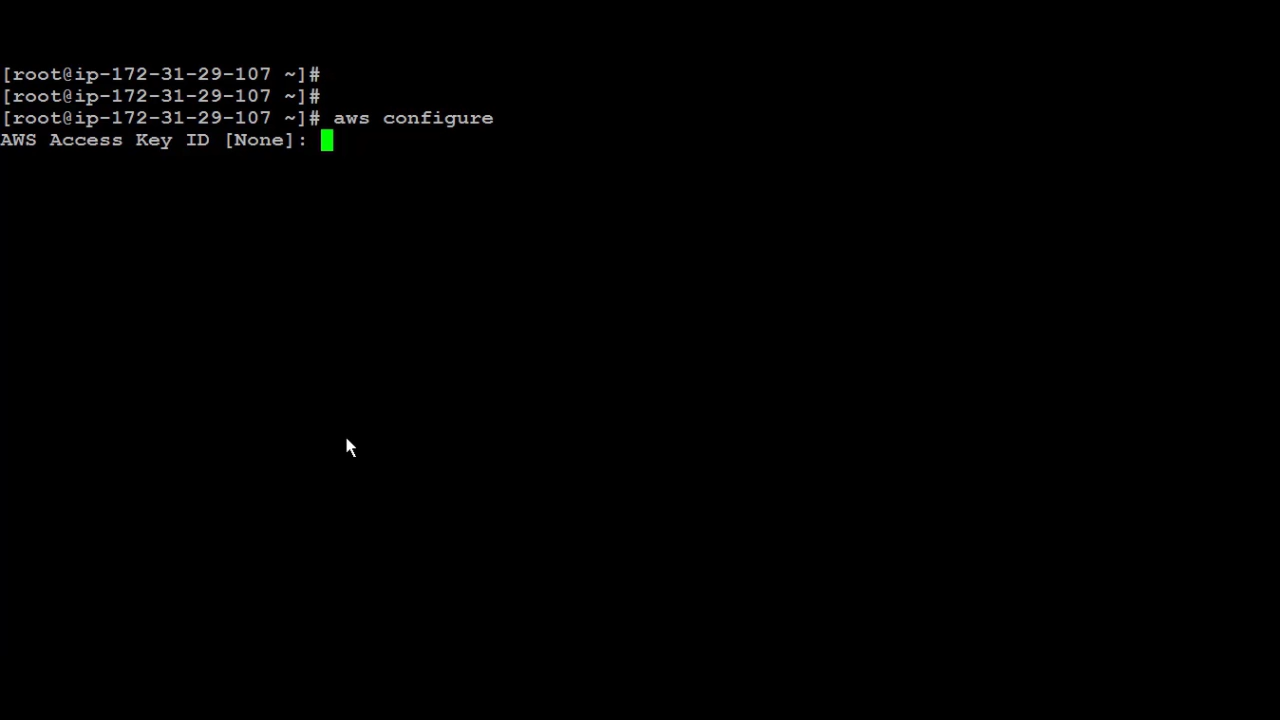 [root@ip-172-31-29-107 ~]#
[root@ip-172-31-29-107 ~]#
[root@ip-172-31-29-107 ~]# aws configure
AWS Access Key ID [None]: